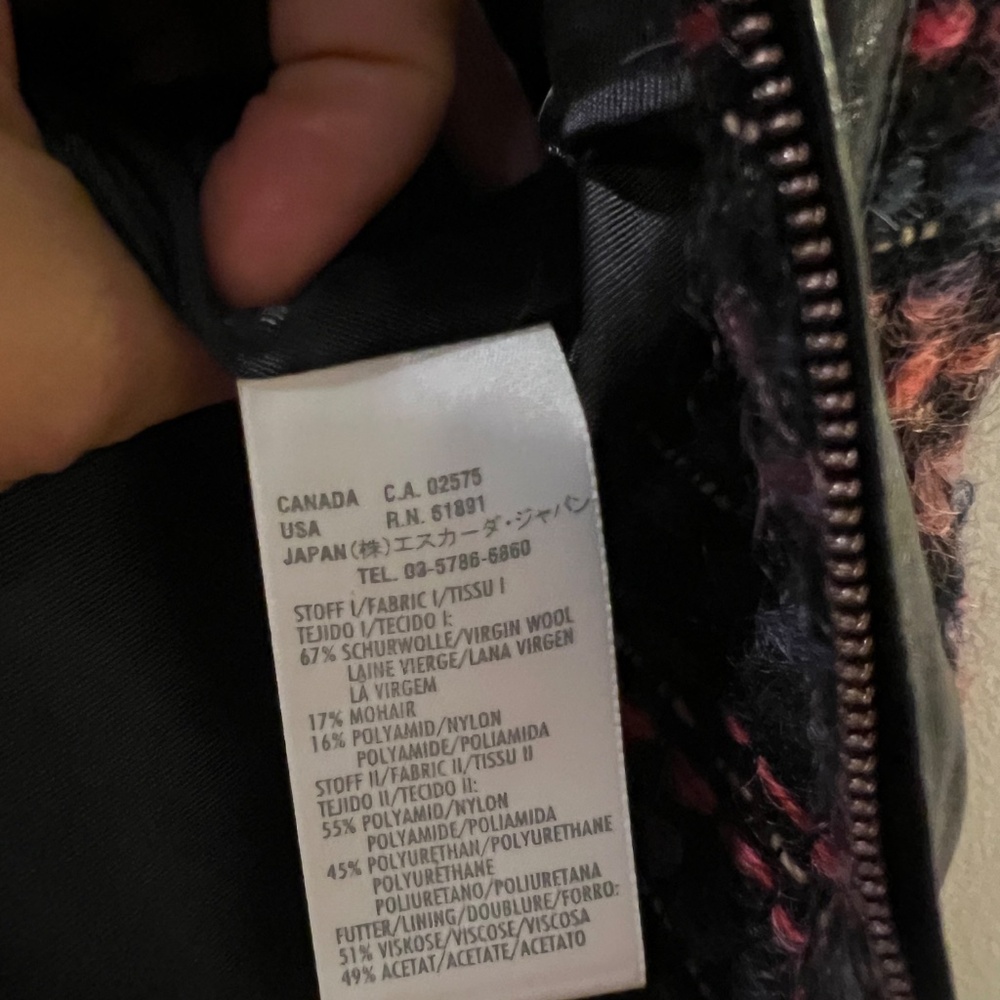 CANADA C.A. 02575
USA R.N. 61891
JAPAN (株)エスカーダ・ジャパン
TEL. 03-5786-6860
STOFF I/FABRIC I/TISSU I
TEJIDO I/TECIDO I:
67% SCHURWOLLE/VIRGIN WOOL
LAINE VIERGE/LANA VIRGEN
LÃ VIRGEM
17% MOHAIR
16% POLYAMID/NYLON
POLYAMIDE/POLIAMIDA
STOFF II/FABRIC II/TISSU II
TEJIDO II/TECIDO II:
55% POLYAMID/NYLON
POLYAMIDE/POLIAMIDA
45% POLYURETHAN/POLYURETHANE
POLYURÉTHANE
POLIURETANO/POLIURETANA
FUTTER/LINING/DOUBLURE/FORRO:
51% VISKOSE/VISCOSE/VISCOSA
49% ACETAT/ACETATE/ACETATO